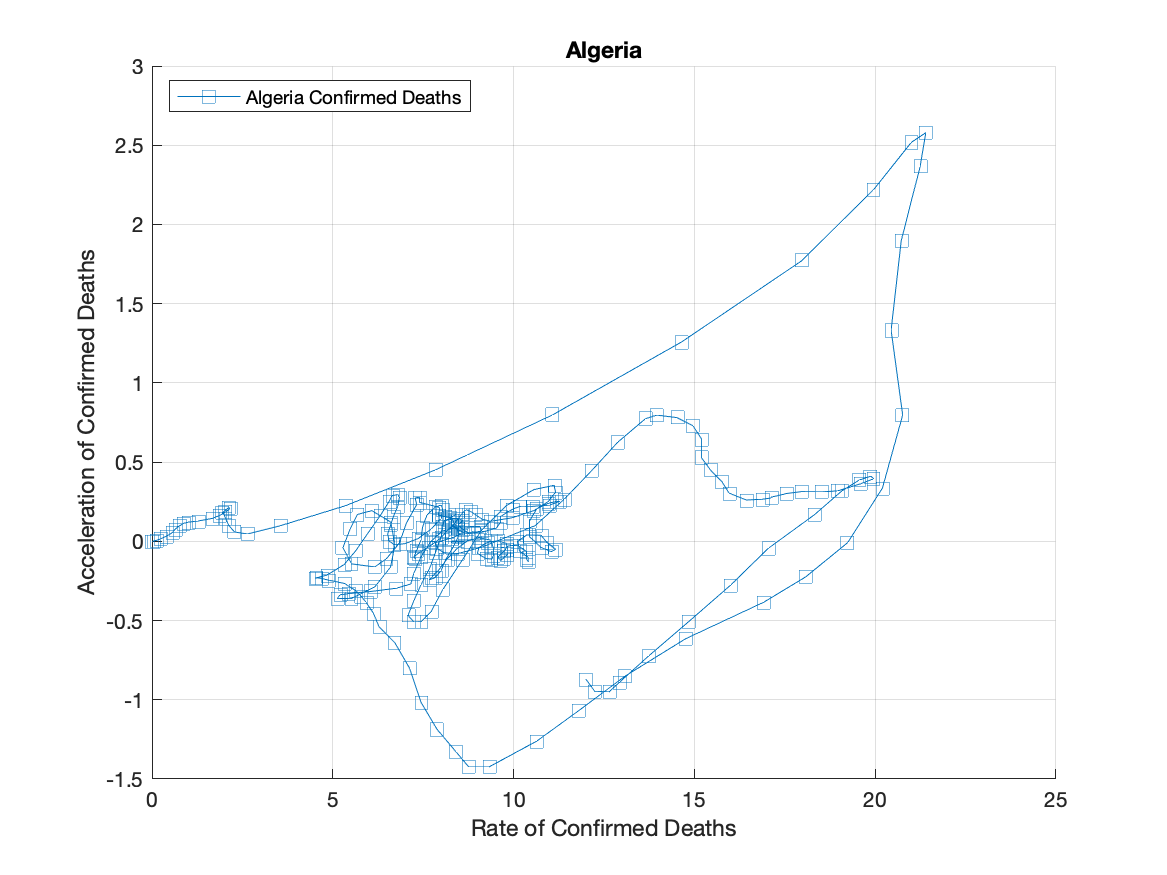 Algeria
Algeria Confirmed Deaths
3
2.5
2
1.5
1
0.5
0
-0.5
-1
-1.5
Acceleration of Confirmed Deaths
0 5 10 15 20 25
Rate of Confirmed Deaths